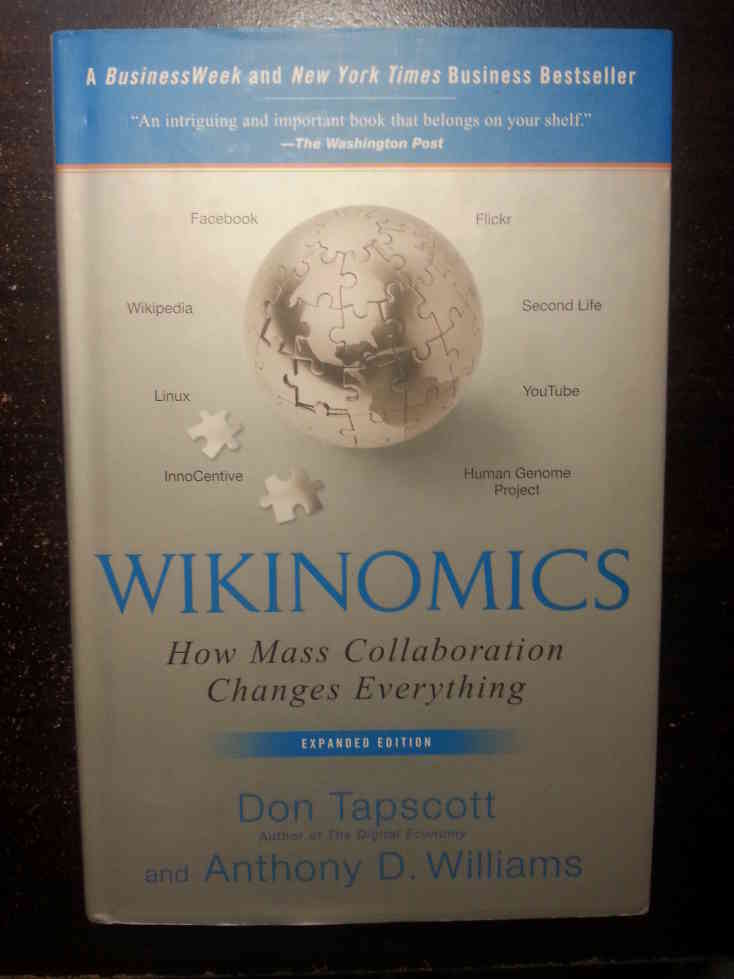 A BusinessWeek and New York Times Business Bestseller
“An intriguing and important book that belongs on your shelf.”
—The Washington Post
Facebook
Flickr
Wikipedia
Second Life
Linux
YouTube
InnoCentive
Human Genome
Project
WIKINOMICS
How Mass Collaboration
Changes Everything
EXPANDED EDITION
Don Tapscott
Author of The Digital Economy
and Anthony D. Williams